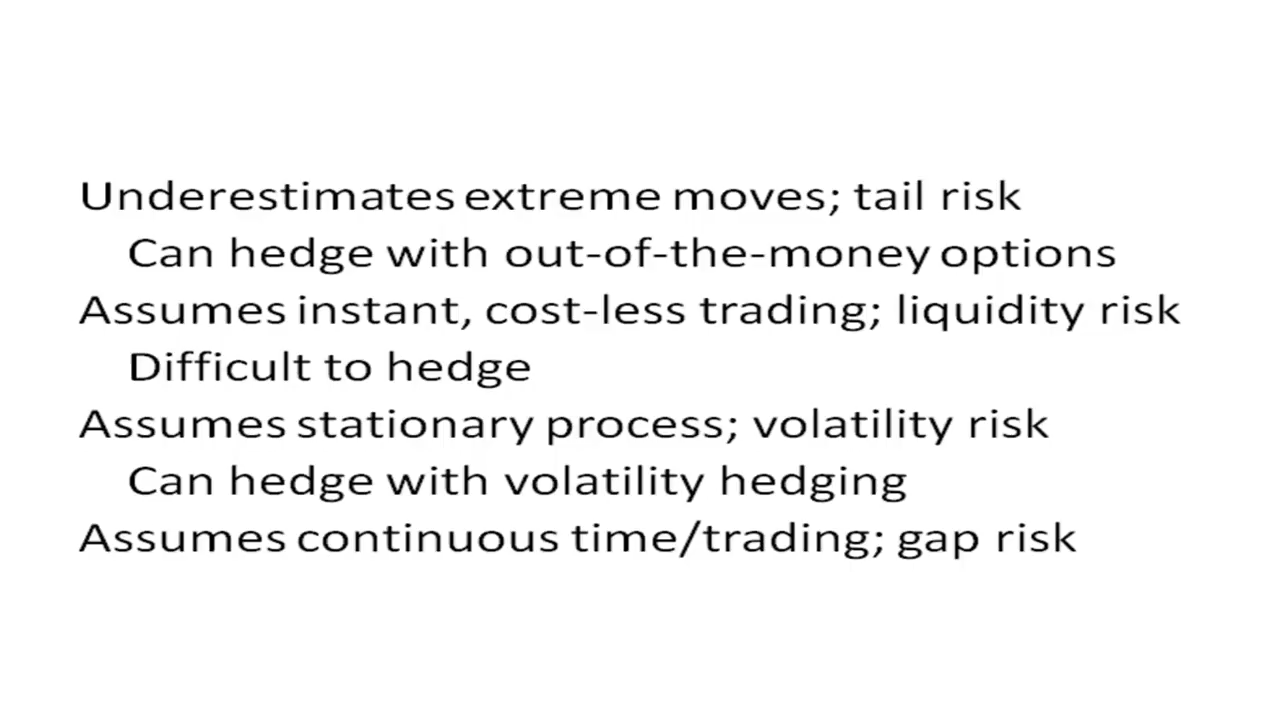 Underestimates extreme moves; tail risk
Can hedge with out-of-the-money options
Assumes instant, cost-less trading; liquidity risk
Difficult to hedge
Assumes stationary process; volatility risk
Can hedge with volatility hedging
Assumes continuous time/trading; gap risk